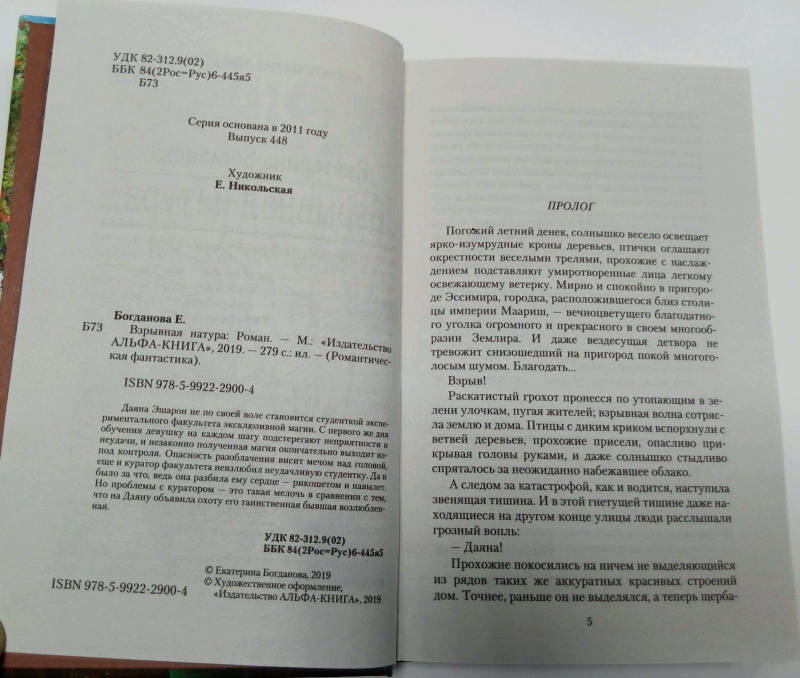 УДК 82-312.9(02)
ББК 84(2Рос=Рус)6-445я5
Б73
Серия основана в 2011 году
Выпуск 448
Художник
Е. Никольская
Богданова Е.
Б73 Взрывная натура: Роман. — М.: «Издательство
АЛЬФА-КНИГА», 2019. — 279 с.: ил. — (Романтичес-
кая фантастика).
ISBN 978-5-9922-2900-4
Даяна Эшарон не по своей воле становится студенткой экспе-
риментального факультета эксклюзивной магии. С первого же дня
обучения девушку на каждом шагу подстерегают неприятности и
неудачи, и незаконно полученная магия окончательно выходит из-
под контроля. Опасность разоблачения висит мечом над головой,
еще и куратор факультета невзлюбил неудачливую студентку. Да и
было за что, ведь она разбила ему сердце — рикошетом и навылет.
Но проблемы с куратором — это такая мелочь в сравнении с тем,
что на Даяну объявила охоту его таинственная бывшая возлюблен-
ная.
УДК 82-312.9(02)
ББК 84(2Рос=Рус)6-445я5
© Екатерина Богданова, 2019
© Художественное оформление,
«Издательство АЛЬФА-КНИГА», 2019
ISBN 978-5-9922-2900-4
ПРОЛОГ
Погожий летний денек, солнышко весело освещает
ярко-изумрудные кроны деревьев, птички оглашают
окрестности веселыми трелями, прохожие с наслаж-
дением подставляют умиротворенные лица легкому
освежающему ветерку. Мирно и спокойно в пригоро-
де Эссимира, городка, расположившегося близ столи-
цы империи Маариш, — вечноцветущего благодатно-
го уголка огромного и прекрасного в своем многооб-
разии Землира. И даже вездесущая детвора не
тревожит снизошедший на пригород покой многого-
лосым шумом. Благодать...
Взрыв!
Раскатистый грохот пронесся по утопающим в зе-
лени улочкам, пугая жителей; взрывная волна сотряс-
ла землю и дома. Птицы с диким криком вспорхнули с
ветвей деревьев, прохожие присели, опасливо при-
крывая головы руками, и даже солнышко стыдливо
спряталось за неожиданно набежавшее облако.
А следом за катастрофой, как и водится, наступила
звенящая тишина. И в этой гнетущей тишине даже на-
ходящиеся на другом конце улицы люди расслышали
грозный вопль:
— Даяна!
Прохожие покосились на ничем не выделяющийся
из рядов таких же аккуратных красивых строений
дом. Точнее, раньше он не выделялся, а теперь щерба-
5